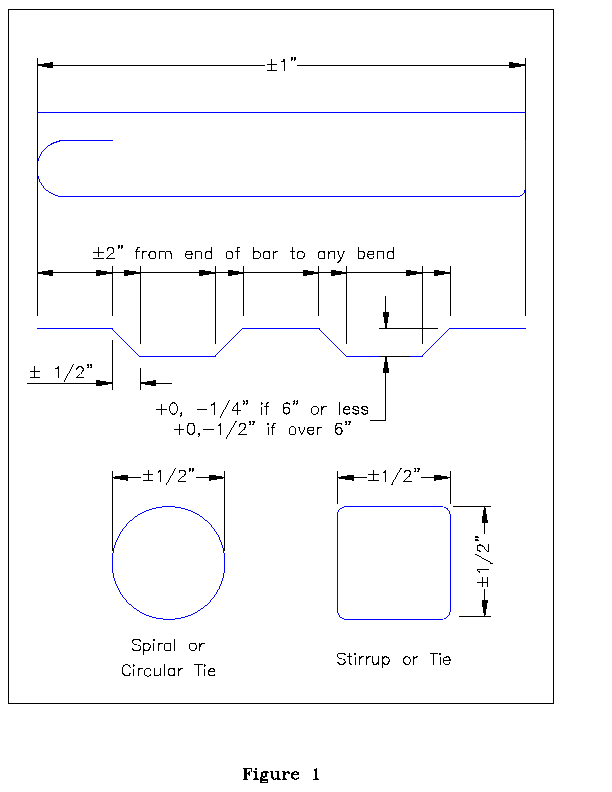 ±1"
±2" from end of bar to any bend
± 1/2"
+0, -1/4" if 6" or less
+0,-1/2" if over 6"
±1/2"
±1/2"
±1/2"
Spiral or
Circular Tie
Stirrup or Tie
Figure 1